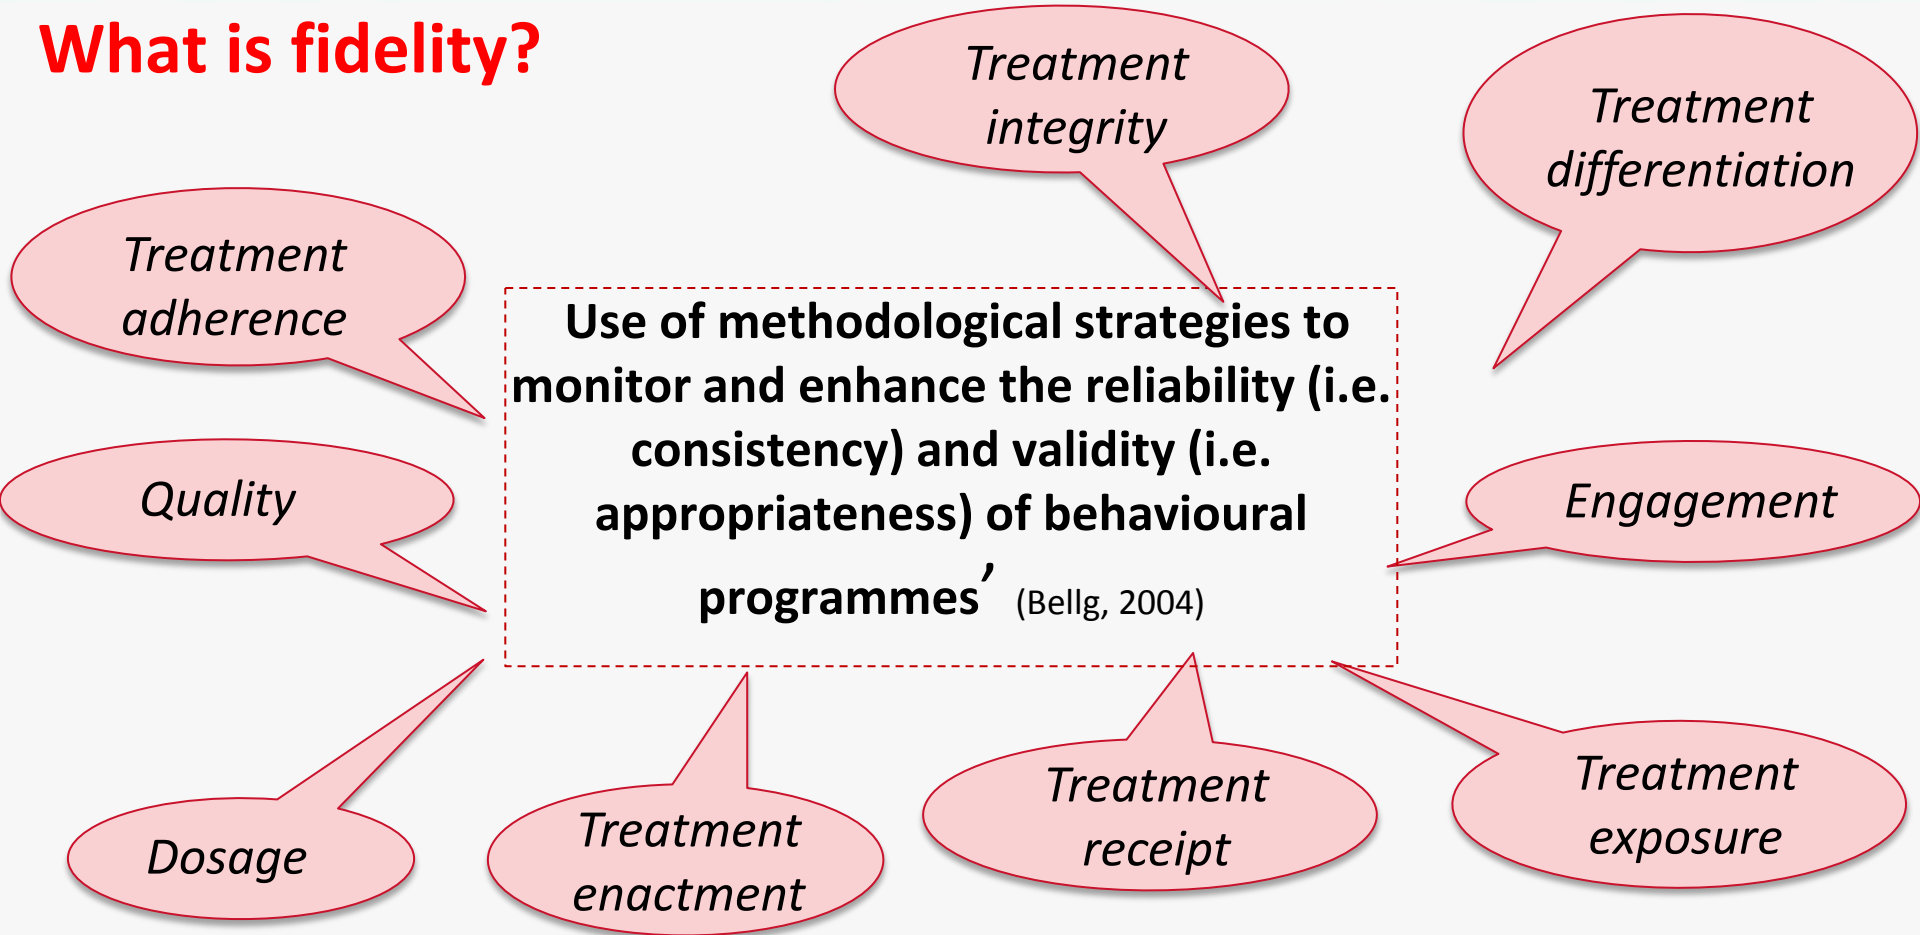 What is fidelity?
Treatment
integrity
Treatment
differentiation
Treatment
adherence
Use of methodological strategies to
monitor and enhance the reliability (i.e.
consistency) and validity (i.e.
appropriateness) of behavioural
programmes’ (Bellg, 2004)
Quality
Engagement
Dosage
Treatment
enactment
Treatment
receipt
Treatment
exposure